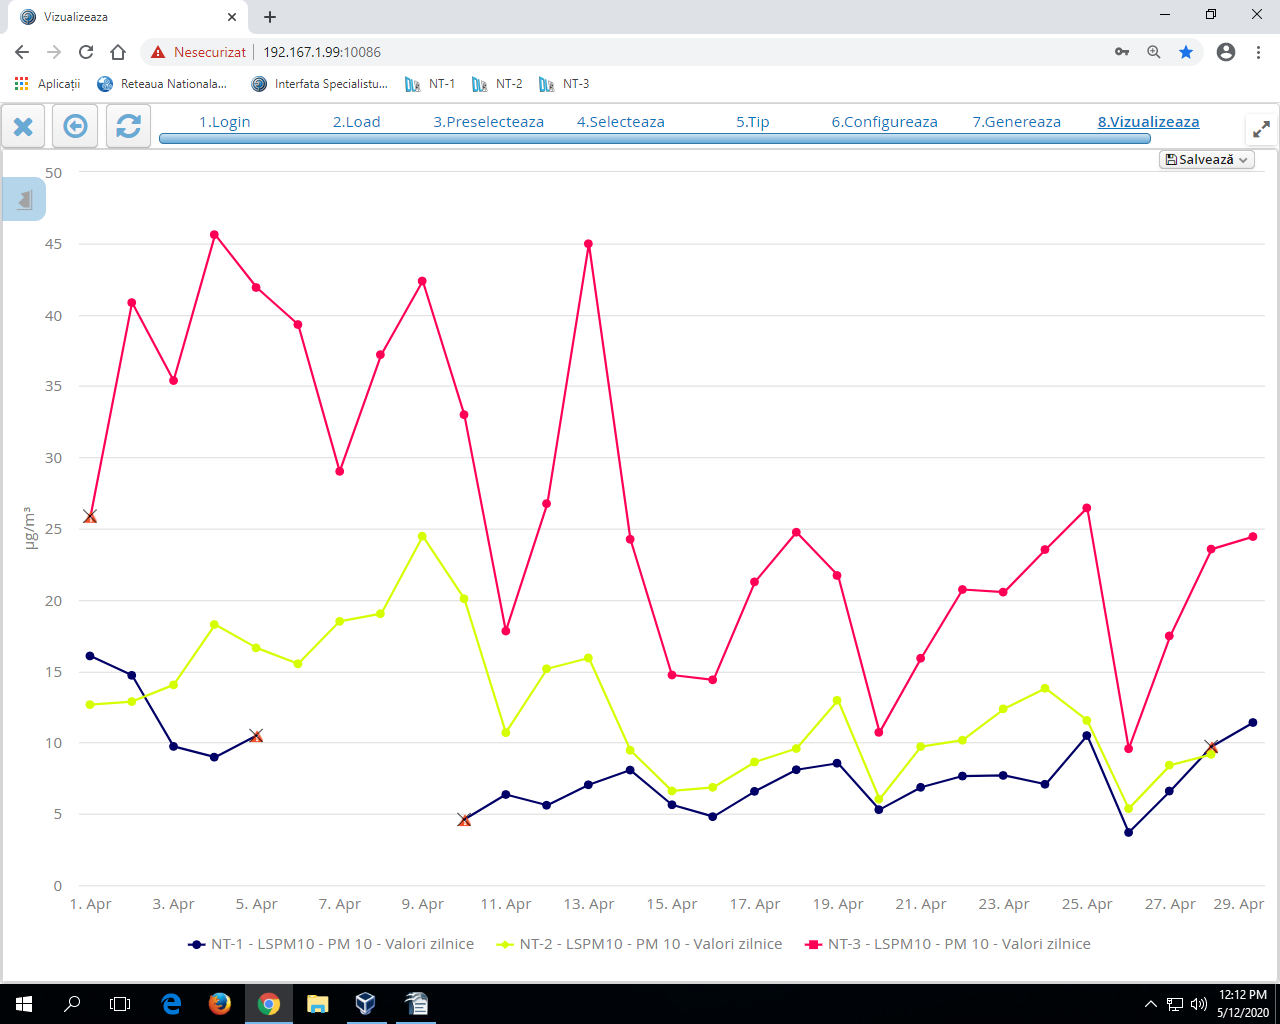 Vizualizeaza
Nesecurizat 192.167.1.99:10086
Aplicații Reteaua Nationala... Interfata Specialistu... NT-1 NT-2 NT-3
1.Login 2.Load 3.Preselecteaza 4.Selecteaza 5.Tip 6.Configureaza 7.Genereaza 8.Vizualizeaza
Salvează
50
45
40
35
30
25
20
15
10
5
0
µg/m³
1. Apr 3. Apr 5. Apr 7. Apr 9. Apr 11. Apr 13. Apr 15. Apr 17. Apr 19. Apr 21. Apr 23. Apr 25. Apr 27. Apr 29. Apr
NT-1 - LSPM10 - PM 10 - Valori zilnice NT-2 - LSPM10 - PM 10 - Valori zilnice NT-3 - LSPM10 - PM 10 - Valori zilnice
12:12 PM
5/12/2020